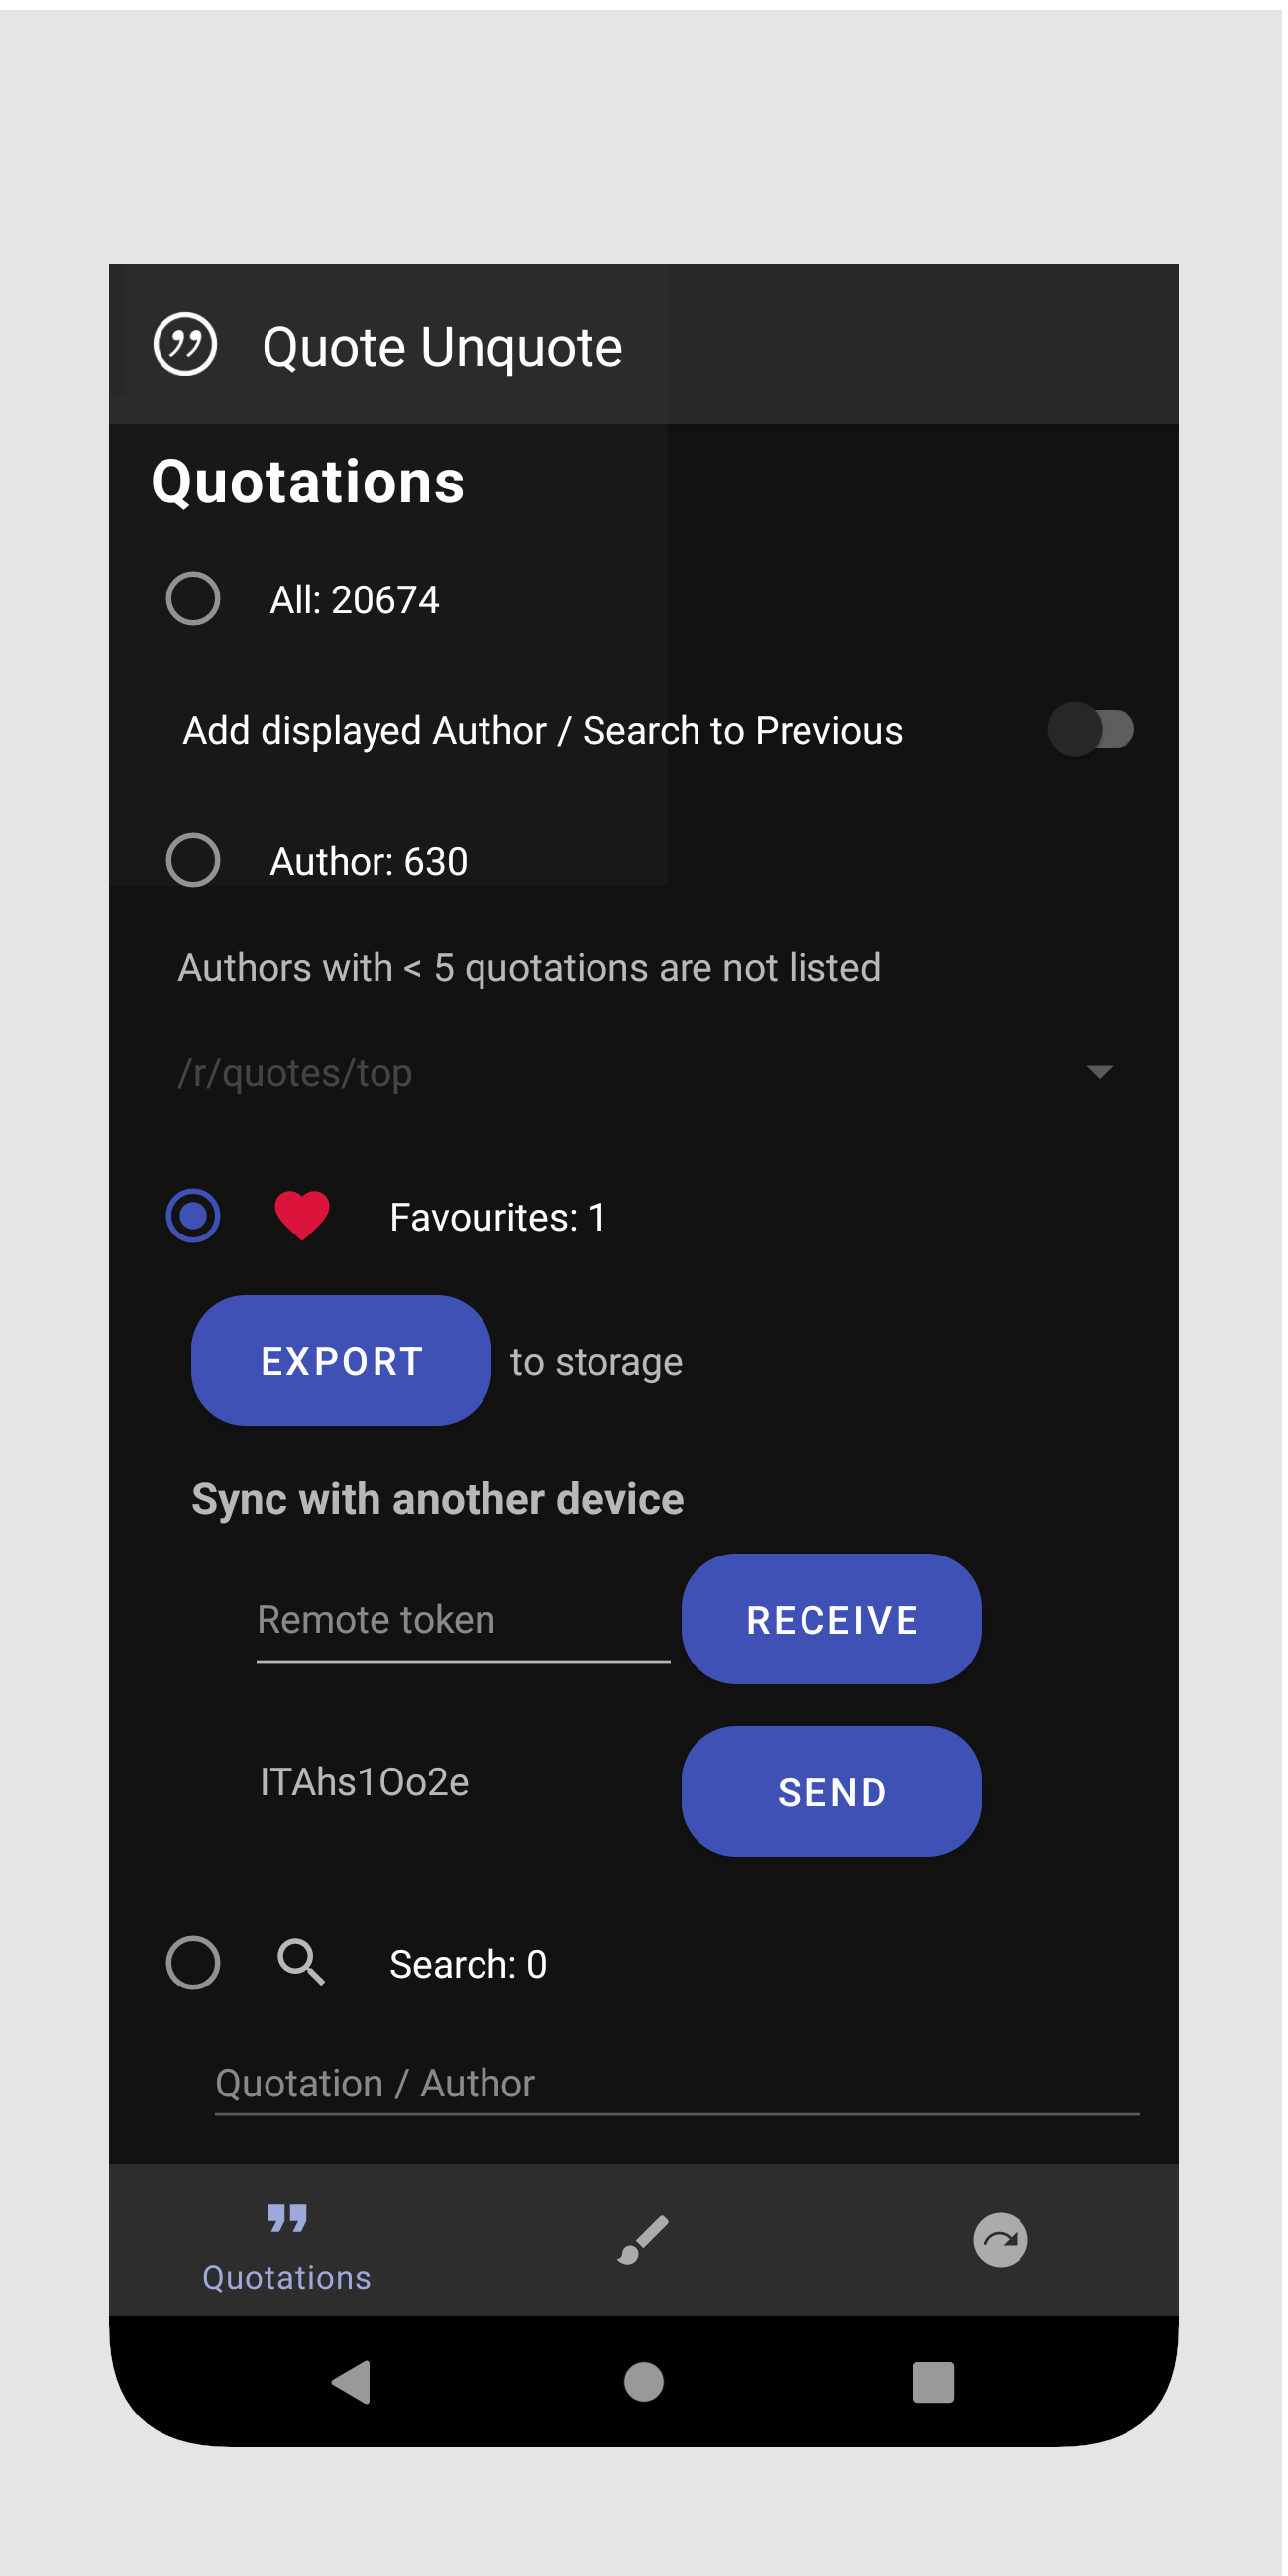 Quote Unquote
Quotations
All: 20674
Add displayed Author / Search to Previous
Author: 630
Authors with < 5 quotations are not listed
/r/quotes/top
Favourites: 1
EXPORT to storage
Sync with another device
Remote token RECEIVE
ITAhs1Oo2e SEND
Search: 0
Quotation / Author
Quotations